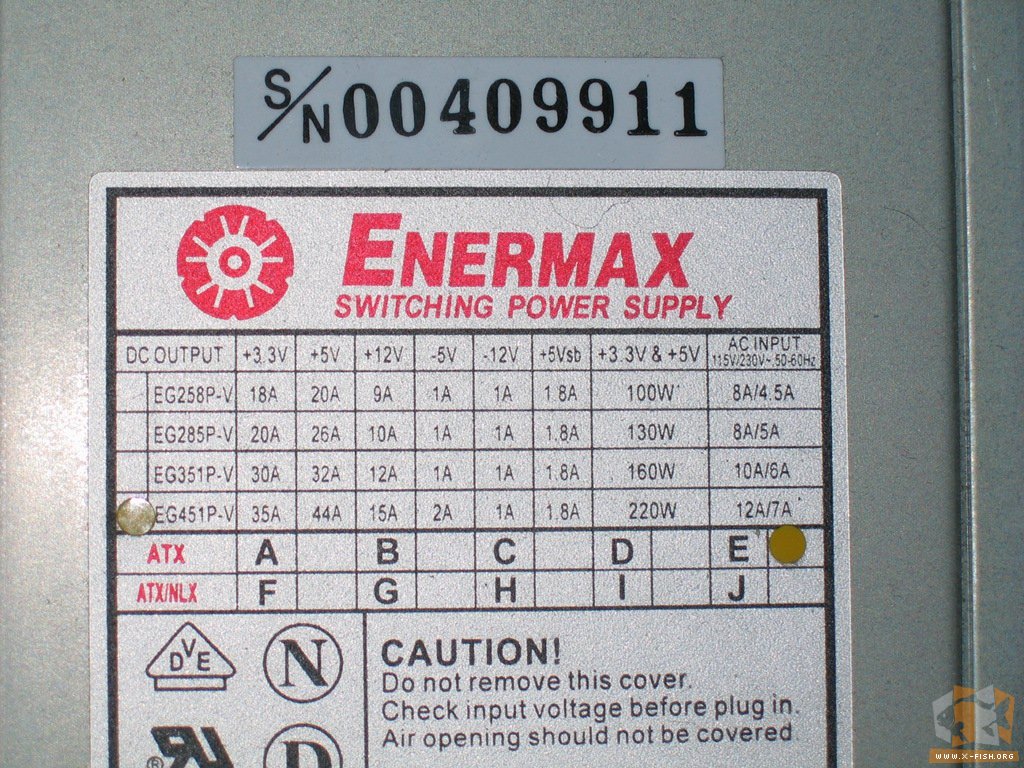 S/N 00409911
ENERMAX
SWITCHING POWER SUPPLY
DC OUTPUT +3.3V +5V +12V -5V -12V +5Vsb +3.3V & +5V AC INPUT
115V/230V~.50-60Hz
EG258P-V 18A 20A 9A 1A 1A 1.8A 100W 8A/4.5A
EG285P-V 20A 26A 10A 1A 1A 1.8A 130W 8A/5A
EG351P-V 30A 32A 12A 1A 1A 1.8A 160W 10A/6A
EG451P-V 35A 44A 15A 2A 1A 1.8A 220W 12A/7A
ATX A B C D E
ATX/NLX F G H I J
DVE N
CAUTION!
Do not remove this cover.
Check input voltage before plug in.
Air opening should not be covered
® RU D
WWW.X-FISH.ORG